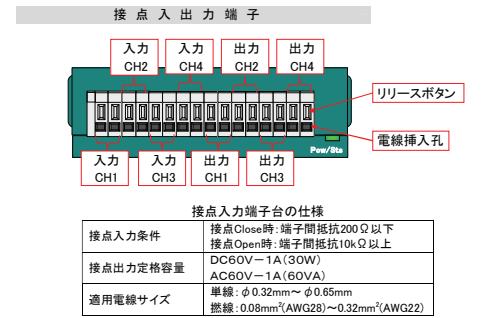 接点入出力端子
入力 CH2
入力 CH4
出力 CH2
出力 CH4
リリースボタン
電線挿入孔
Pow/Sts
入力 CH1
入力 CH3
出力 CH1
出力 CH3
接点入力端子台の仕様
接点入力条件
接点Close時:端子間抵抗200Ω以下
接点Open時:端子間抵抗10kΩ以上
接点出力定格容量
DC60V-1A(30W)
AC60V-1A(60VA)
適用電線サイズ
単線:φ0.32mm~φ0.65mm
撚線:0.08mm²(AWG28)~0.32mm²(AWG22)